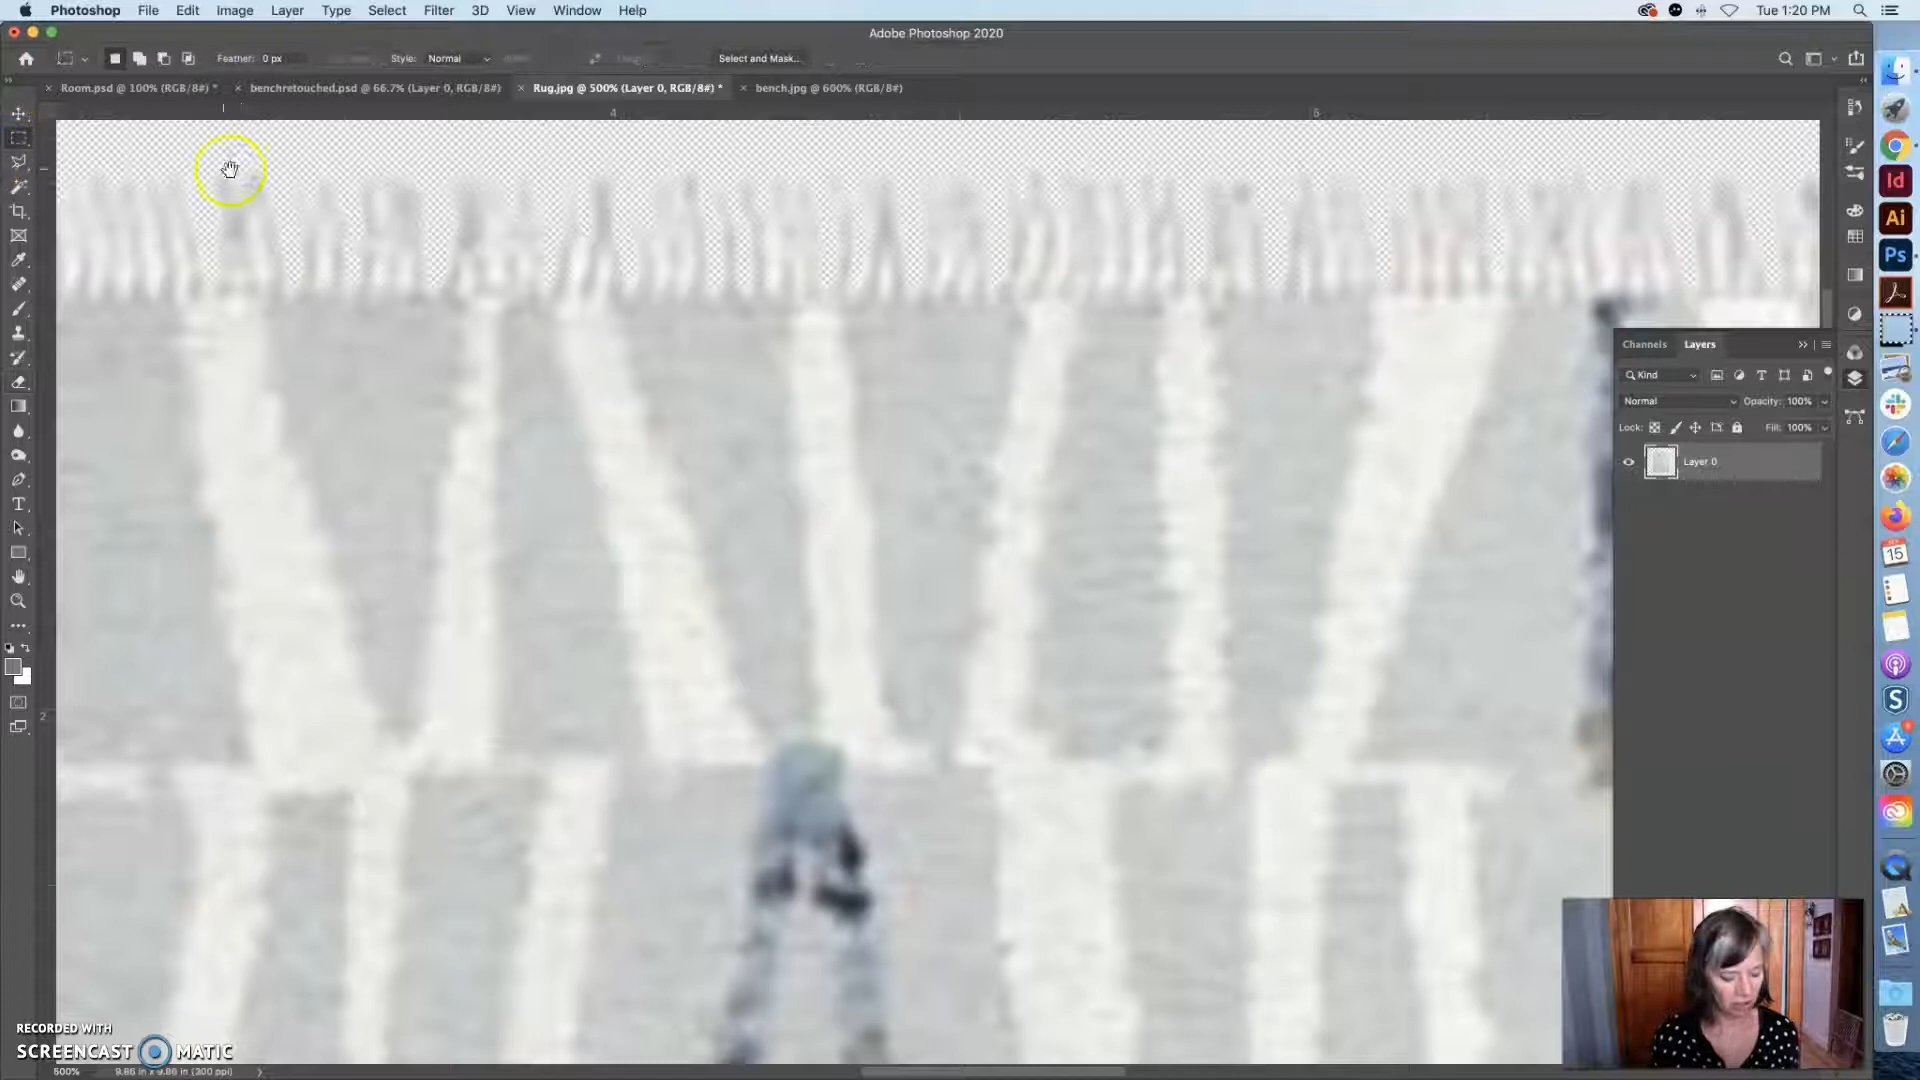 Photoshop File Edit Image Layer Type Select Filter 3D View Window Help Tue 1:20 PM
Adobe Photoshop 2020
Feather: 0 px Style: Normal Select and Mask...
Room.psd @ 100% (RGB/8#) * benchretouched.psd @ 66.7% (Layer 0, RGB/8#) Rug.jpg @ 500% (Layer 0, RGB/8#) * bench.jpg @ 600% (RGB/8#)
4 5
Id
Ai
Ps
Channels Layers
Kind
Normal Opacity: 100%
Lock: Fill: 100%
Layer 0
15
2
S
RECORDED WITH
SCREENCAST MATIC
500% 9.86 in x 9.86 in (300 ppi)